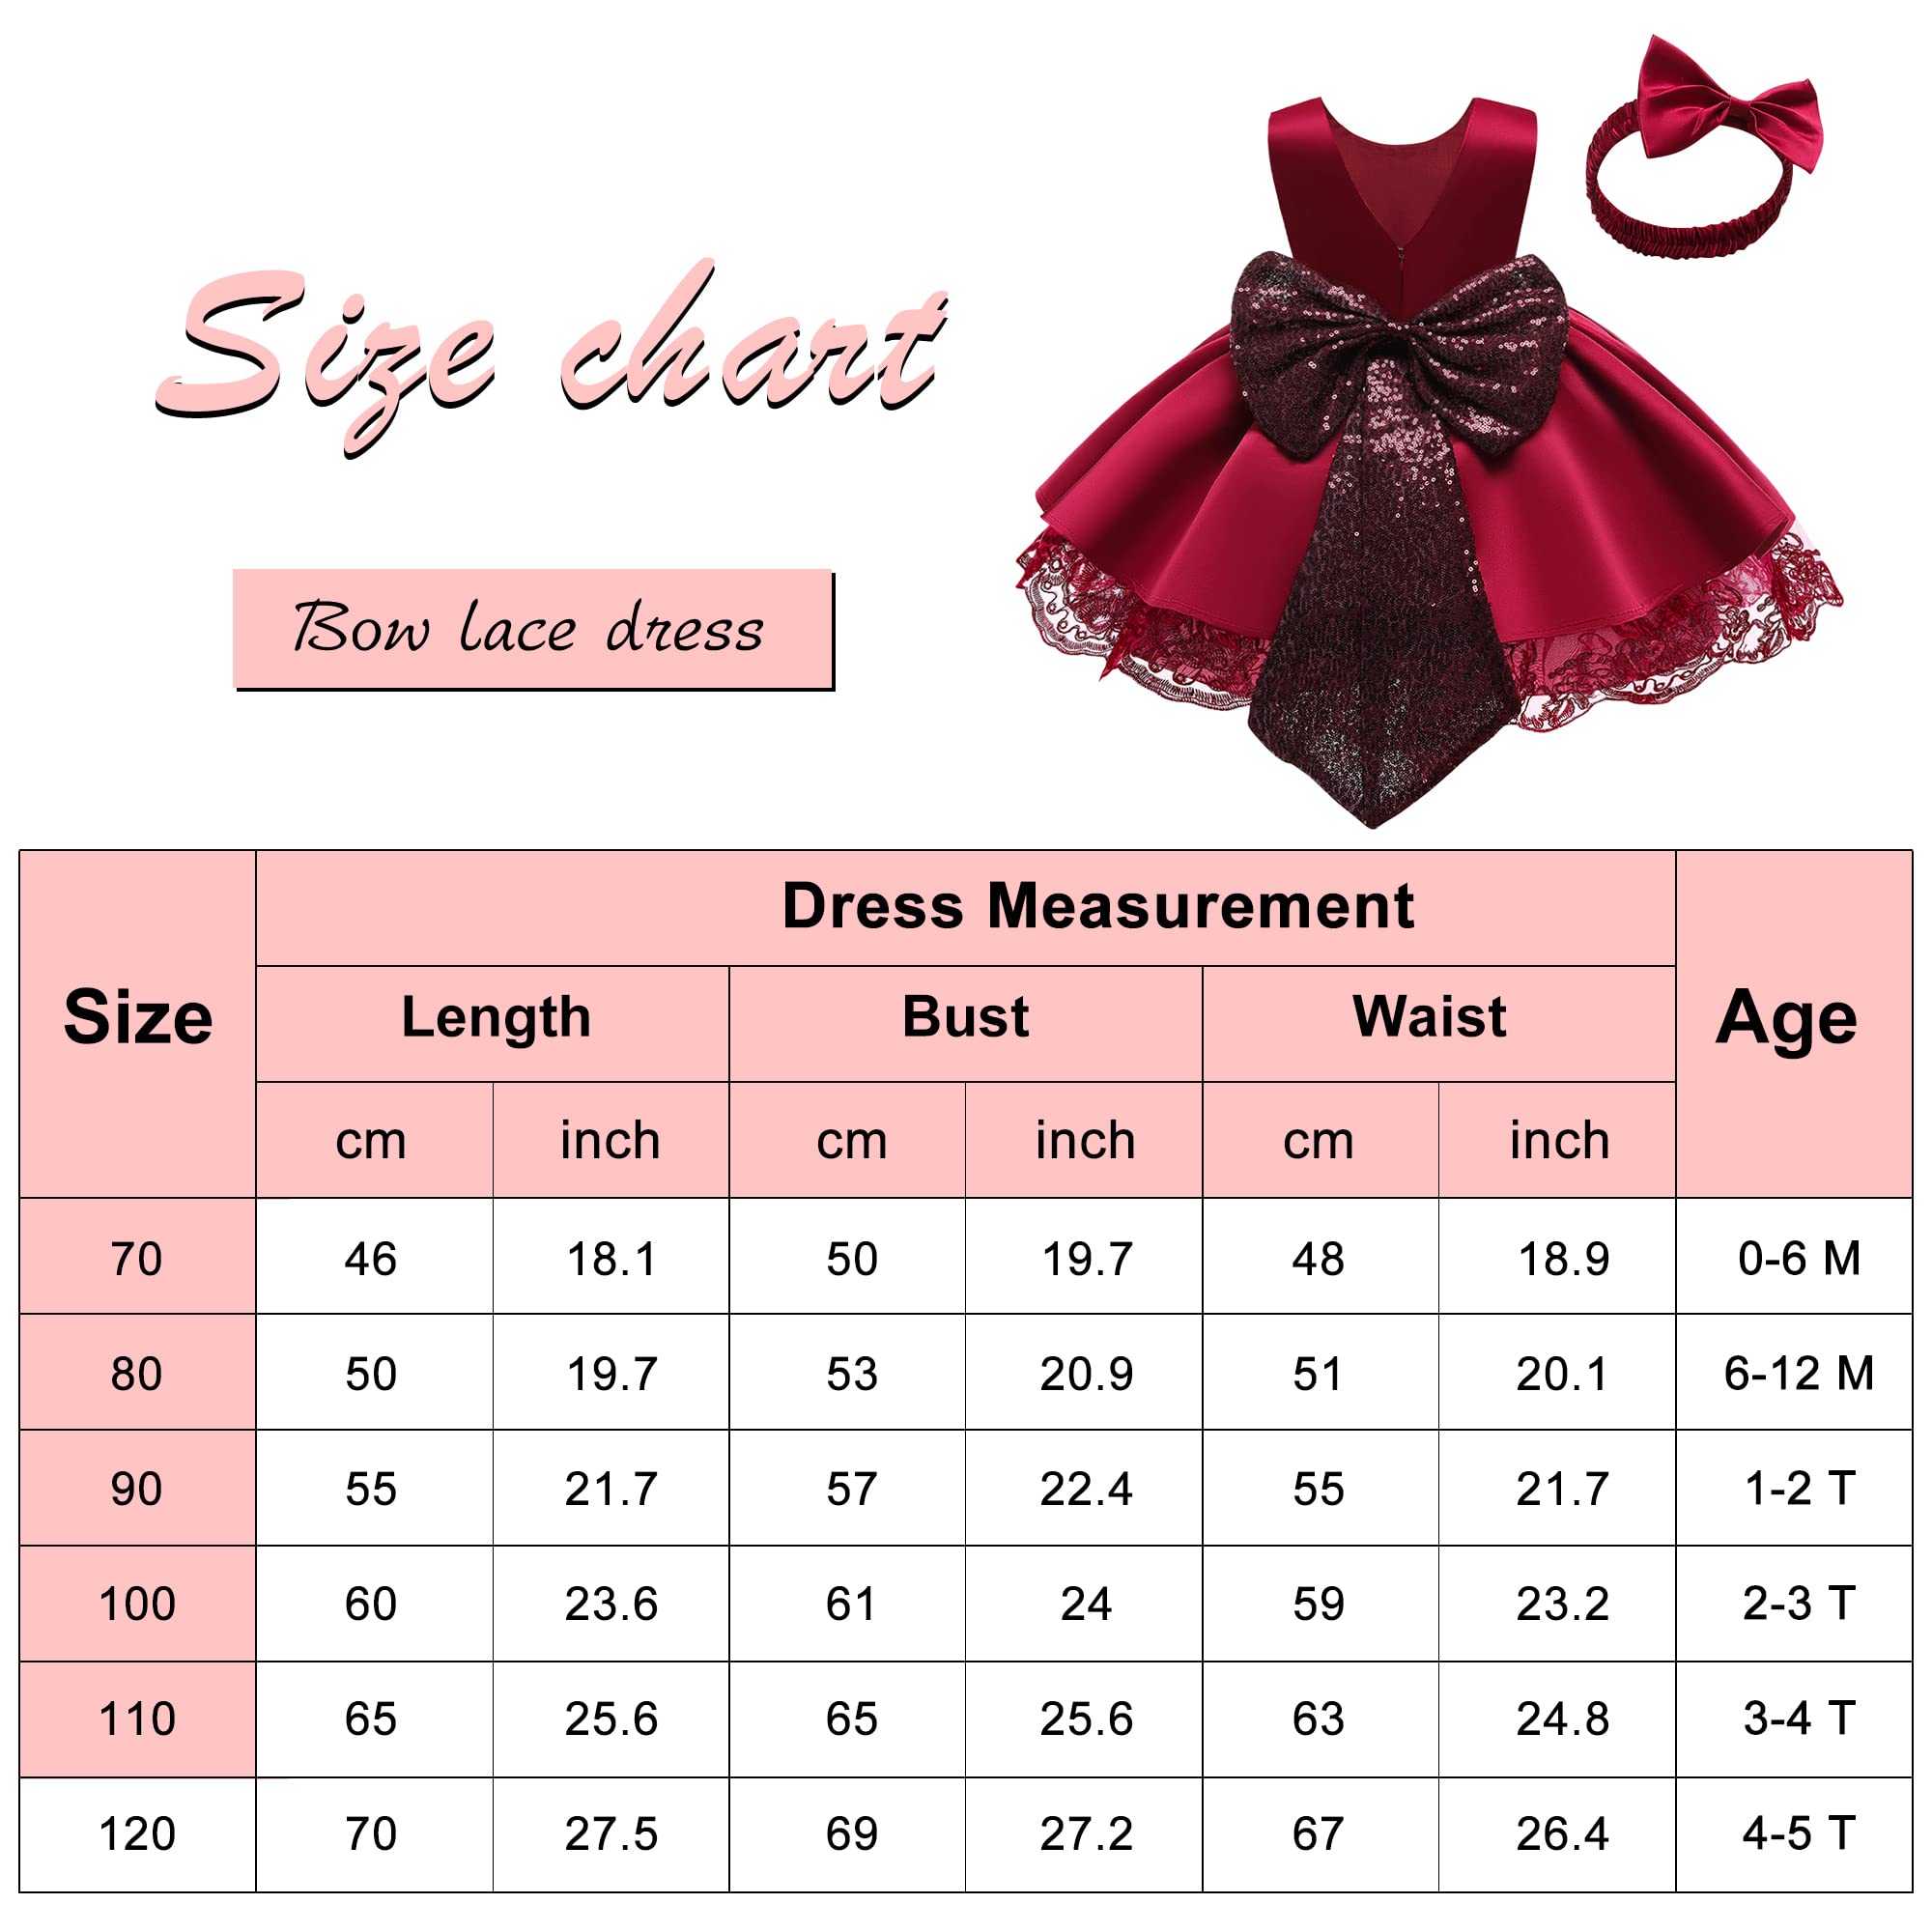 Size chart
Bow lace dress
Size Dress Measurement Age
Length Bust Waist
cm inch cm inch cm inch
70 46 18.1 50 19.7 48 18.9 0-6 M
80 50 19.7 53 20.9 51 20.1 6-12 M
90 55 21.7 57 22.4 55 21.7 1-2 T
100 60 23.6 61 24 59 23.2 2-3 T
110 65 25.6 65 25.6 63 24.8 3-4 T
120 70 27.5 69 27.2 67 26.4 4-5 T